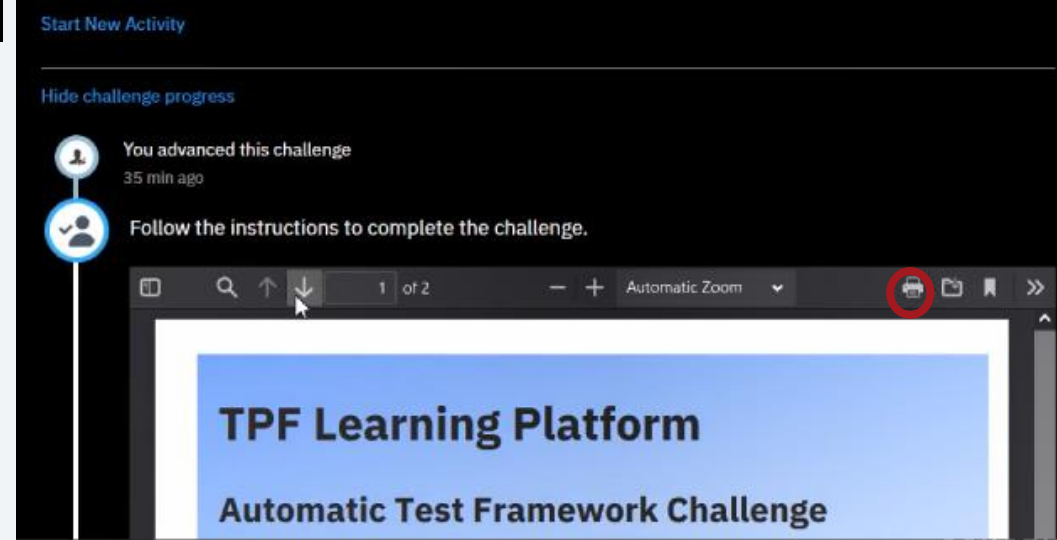 Start New Activity
Hide challenge progress
You advanced this challenge
35 min ago
Follow the instructions to complete the challenge.
1 of 2 Automatic Zoom
TPF Learning Platform
Automatic Test Framework Challenge